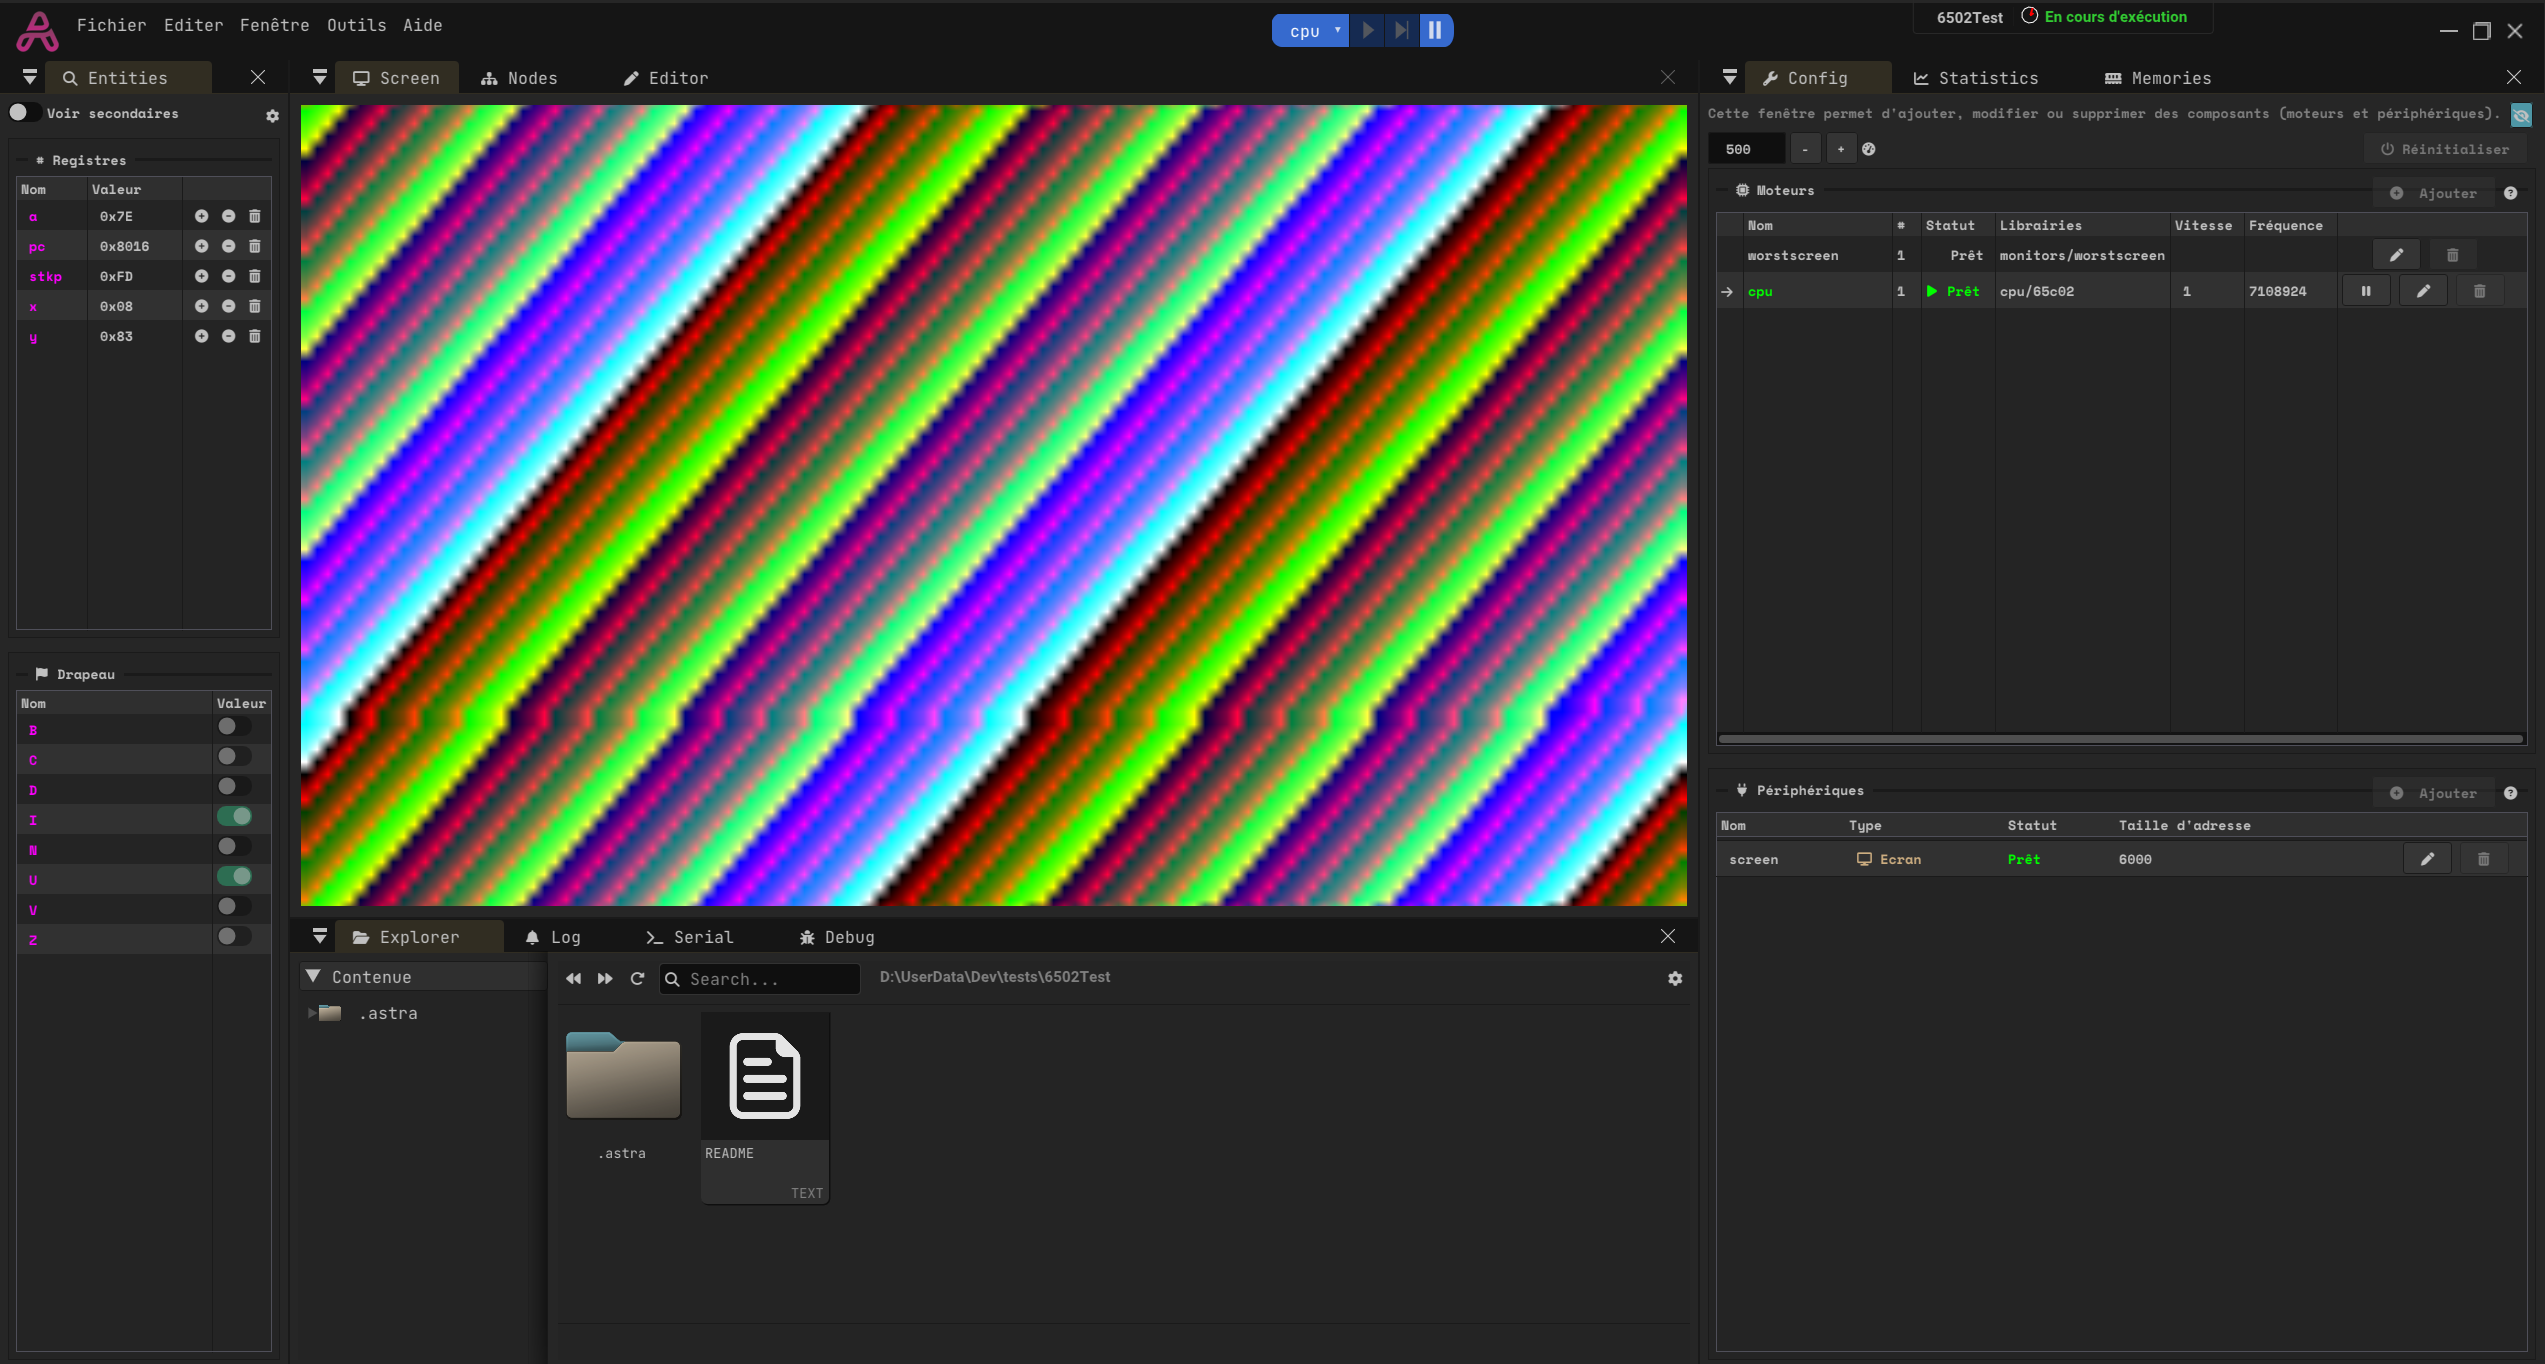 Fichier Editer Fenêtre Outils Aide
cpu
6502Test En cours d'exécution
Entities
Screen Nodes Editor
Config Statistics Memories
Voir secondaires
# Registres
Nom Valeur
a 0x7E
pc 0x8016
stkp 0xFD
x 0x08
y 0x83
Drapeau
Nom Valeur
B
C
D
I
N
U
V
Z
Explorer Log Serial Debug
Contenue
.astra
Search...
D:\UserData\Dev\tests\6502Test
.astra
README
TEXT
Cette fenêtre permet d'ajouter, modifier ou supprimer des composants (moteurs et périphériques).
500 - + Réinitialiser
Moteurs Ajouter ?
Nom # Statut Librairies Vitesse Fréquence
worstscreen 1 Prêt monitors/worstscreen
cpu 1 Prêt cpu/65c02 1 7108924
Périphériques Ajouter ?
Nom Type Statut Taille d'adresse
screen Ecran Prêt 6000